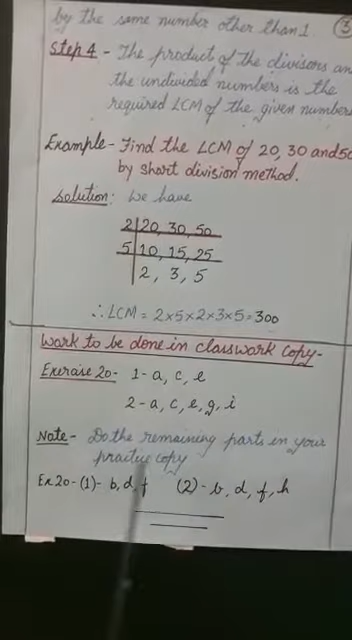 by the same number other than 1. (3
Step 4 - The product of the divisors an
the undivided numbers is the
required LCM of the given numbers
Example - Find the LCM of 20, 30 and 50
by short division method.
Solution: We have
2|20, 30, 50
5|10, 15, 25
2, 3, 5
∴ LCM = 2×5×2×3×5 = 300
Work to be done in classwork copy-
Exercise 20 - 1 - a, c, e
2 - a, c, e, g, i
Note - Do the remaining parts in your
practice copy
Ex 20 - (1) - b, d, f (2) - b, d, f, h